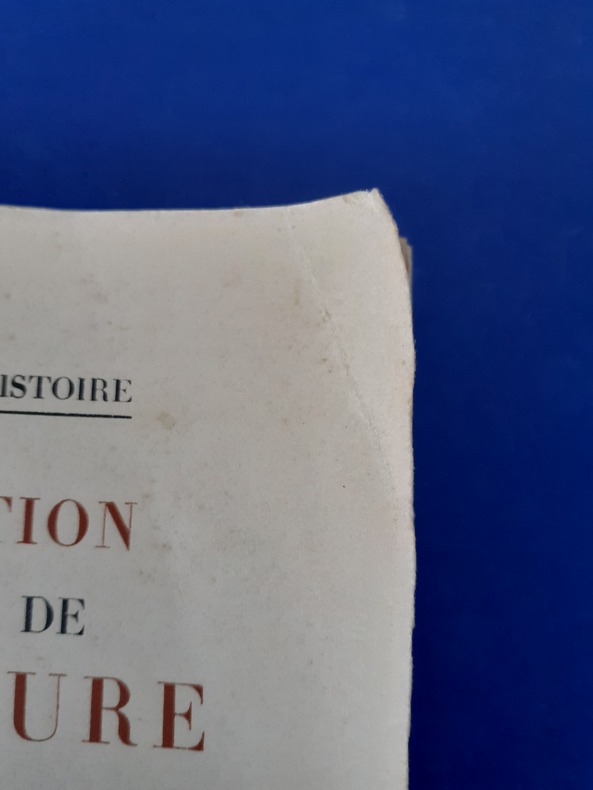 ISTOIRE
TION
DE
URE